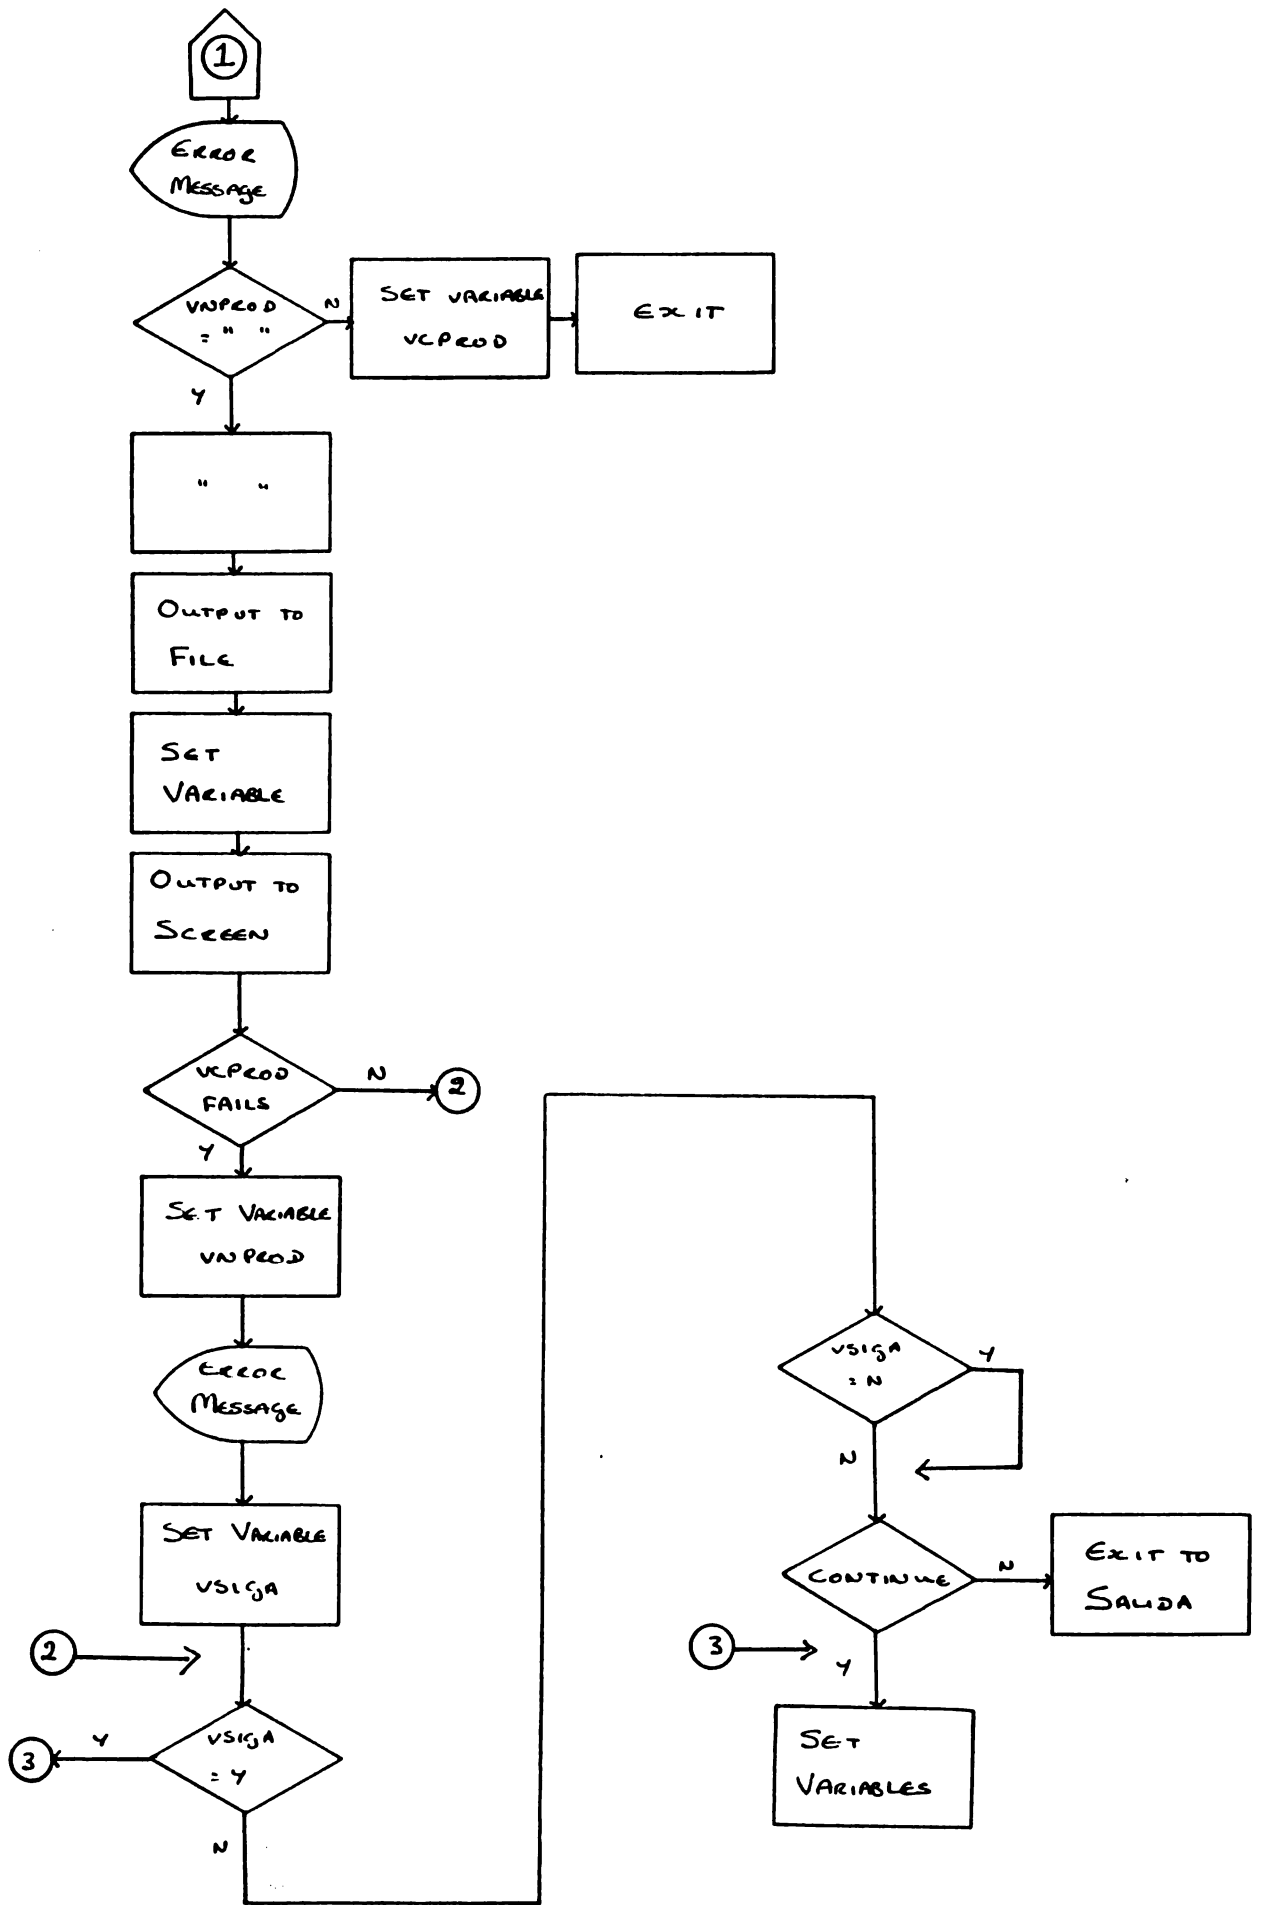 1
ERROR
MESSAGE
VNPROD
= " "
N
SET VARIABLE
VCPROD
EXIT
Y
" "
OUTPUT TO
FILE
SET
VARIABLE
OUTPUT TO
SCREEN
VCPROD
FAILS
N
2
Y
SET VARIABLE
VNPROD
ERROR
MESSAGE
SET VARIABLE
VSIGA
2
VSIGA
= Y
Y
3
N
VSIGA
= N
Y
N
CONTINUE
N
EXIT TO
SALIDA
3
Y
SET
VARIABLES